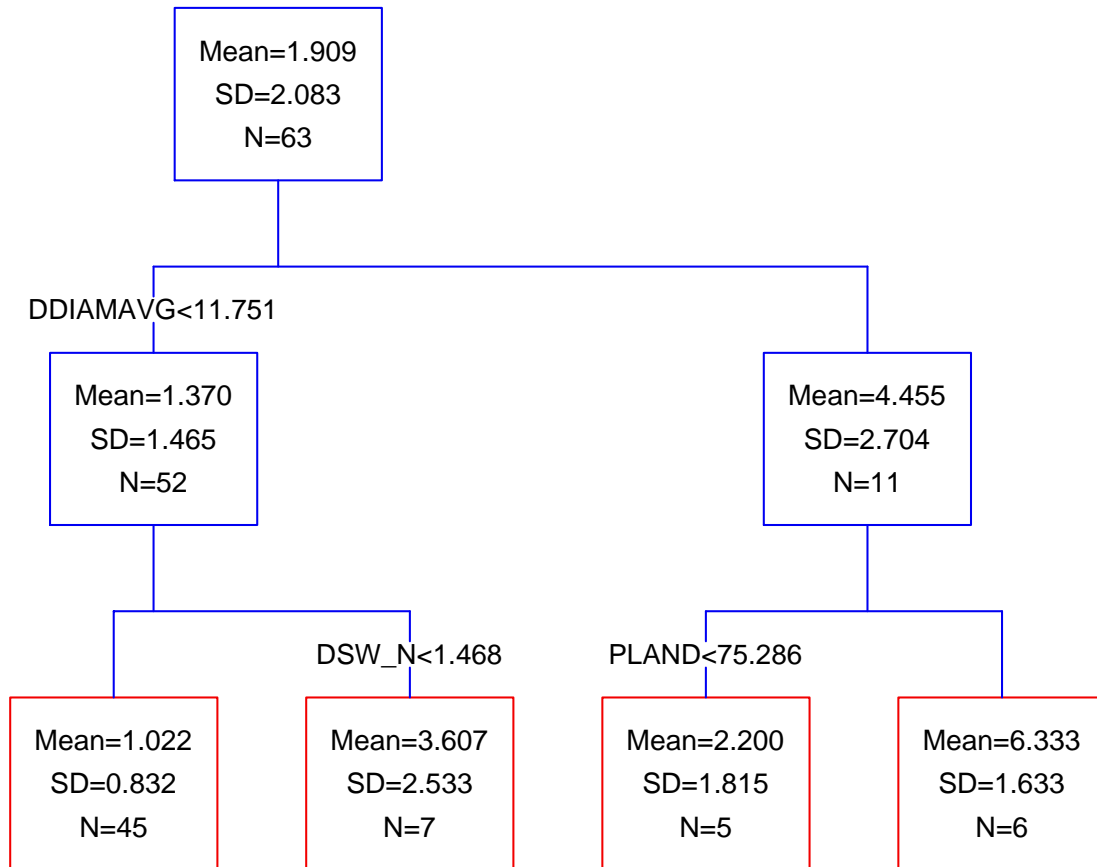 Mean=1.909
SD=2.083
N=63
DDIAMAVG<11.751
Mean=1.370
SD=1.465
N=52
Mean=4.455
SD=2.704
N=11
DSW_N<1.468
PLAND<75.286
Mean=1.022
SD=0.832
N=45
Mean=3.607
SD=2.533
N=7
Mean=2.200
SD=1.815
N=5
Mean=6.333
SD=1.633
N=6